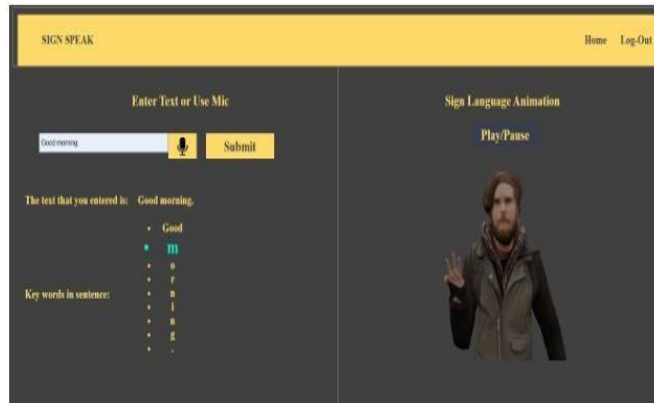 SIGN SPEAK
Home Log-Out
Enter Text or Use Mic
Good morning.
Submit
The text that you entered is: Good morning.
Key words in sentence:
• Good
• m
• o
• r
• n
• i
• n
• g
• .
Sign Language Animation
Play/Pause